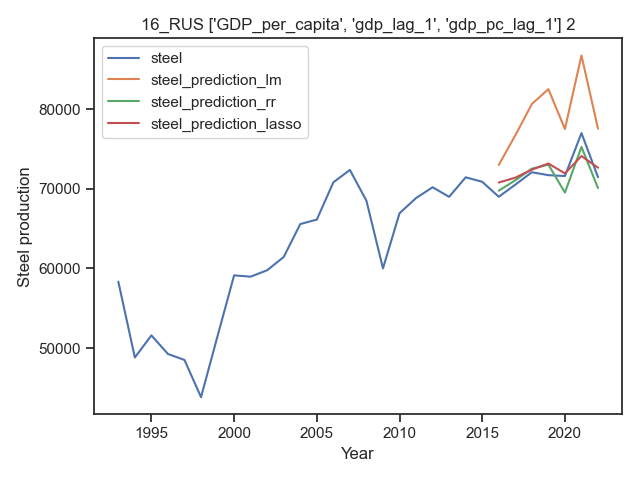 16_RUS ['GDP_per_capita', 'gdp_lag_1', 'gdp_pc_lag_1'] 2
steel
steel_prediction_lm
steel_prediction_rr
steel_prediction_lasso
80000
70000
60000
50000
Steel production
1995
2000
2005
2010
2015
2020
Year